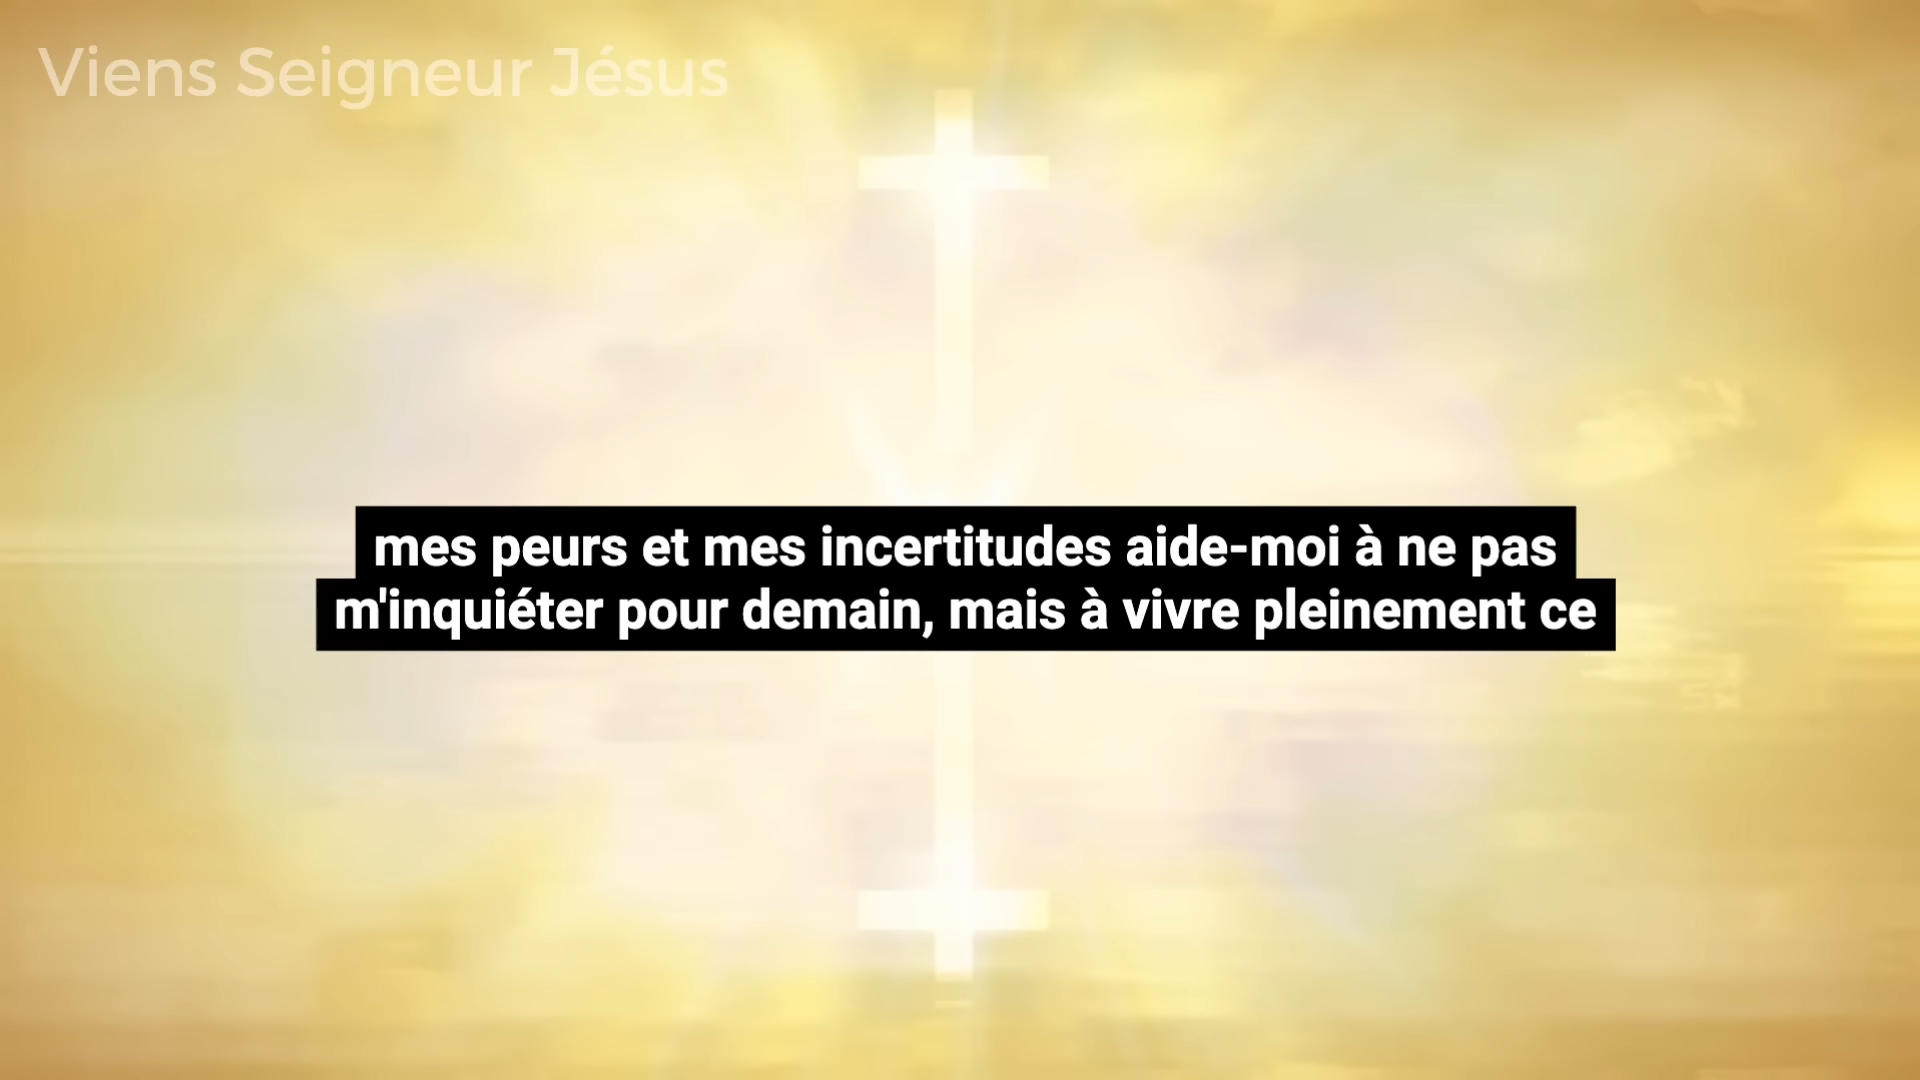 Viens Seigneur Jésus
mes peurs et mes incertitudes aide-moi à ne pas
m'inquiéter pour demain, mais à vivre pleinement ce